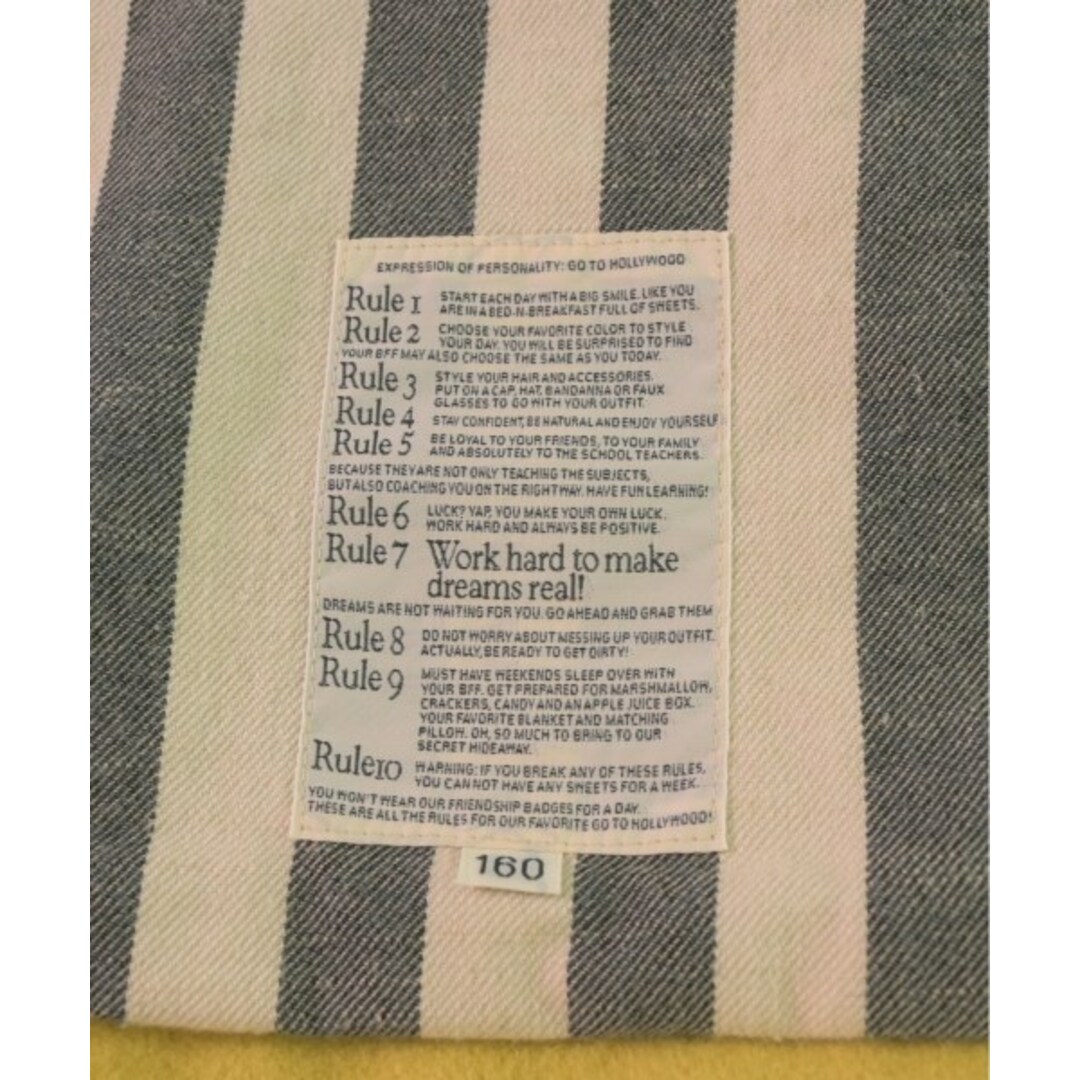 EXPRESSION OF PERSONALITY: GO TO HOLLYWOOD
Rule 1 START EACH DAY WITH A BIG SMILE. LIKE YOU
ARE IN A BED-N-BREAKFAST FULL OF SWEETS.
Rule 2 CHOOSE YOUR FAVORITE COLOR TO STYLE
YOUR DAY. YOU WILL BE SURPRISED TO FIND
YOUR BFF MAY ALSO CHOOSE THE SAME AS YOU TODAY.
Rule 3 STYLE YOUR HAIR AND ACCESSORIES.
PUT ON A CAP, HAT, BANDANNA OR FAUX
GLASSES TO GO WITH YOUR OUTFIT.
Rule 4 STAY CONFIDENT, BE NATURAL AND ENJOY YOURSELF
Rule 5 BE LOYAL TO YOUR FRIENDS, TO YOUR FAMILY
AND ABSOLUTELY TO THE SCHOOL TEACHERS.
BECAUSE THEY ARE NOT ONLY TEACHING THE SUBJECTS,
BUT ALSO COACHING YOU ON THE RIGHT WAY. HAVE FUN LEARNING!
Rule 6 LUCK? YAP, YOU MAKE YOUR OWN LUCK.
WORK HARD AND ALWAYS BE POSITIVE.
Rule 7 Work hard to make
dreams real!
DREAMS ARE NOT WAITING FOR YOU. GO AHEAD AND GRAB THEM
Rule 8 DO NOT WORRY ABOUT MESSING UP YOUR OUTFIT.
ACTUALLY, BE READY TO GET DIRTY!
Rule 9 MUST HAVE WEEKENDS SLEEP OVER WITH
YOUR BFF. GET PREPARED FOR MARSHMALLOW,
CRACKERS, CANDY AND AN APPLE JUICE BOX.
YOUR FAVORITE BLANKET AND MATCHING
PILLOW. OH, SO MUCH TO BRING TO OUR
SECRET HIDEAWAY.
Rule 10 WARNING: IF YOU BREAK ANY OF THESE RULES,
YOU CAN NOT HAVE ANY SWEETS FOR A WEEK.
YOU WON'T WEAR OUR FRIENDSHIP BADGES FOR A DAY.
THESE ARE ALL THE RULES FOR OUR FAVORITE GO TO HOLLYWOOD!
160